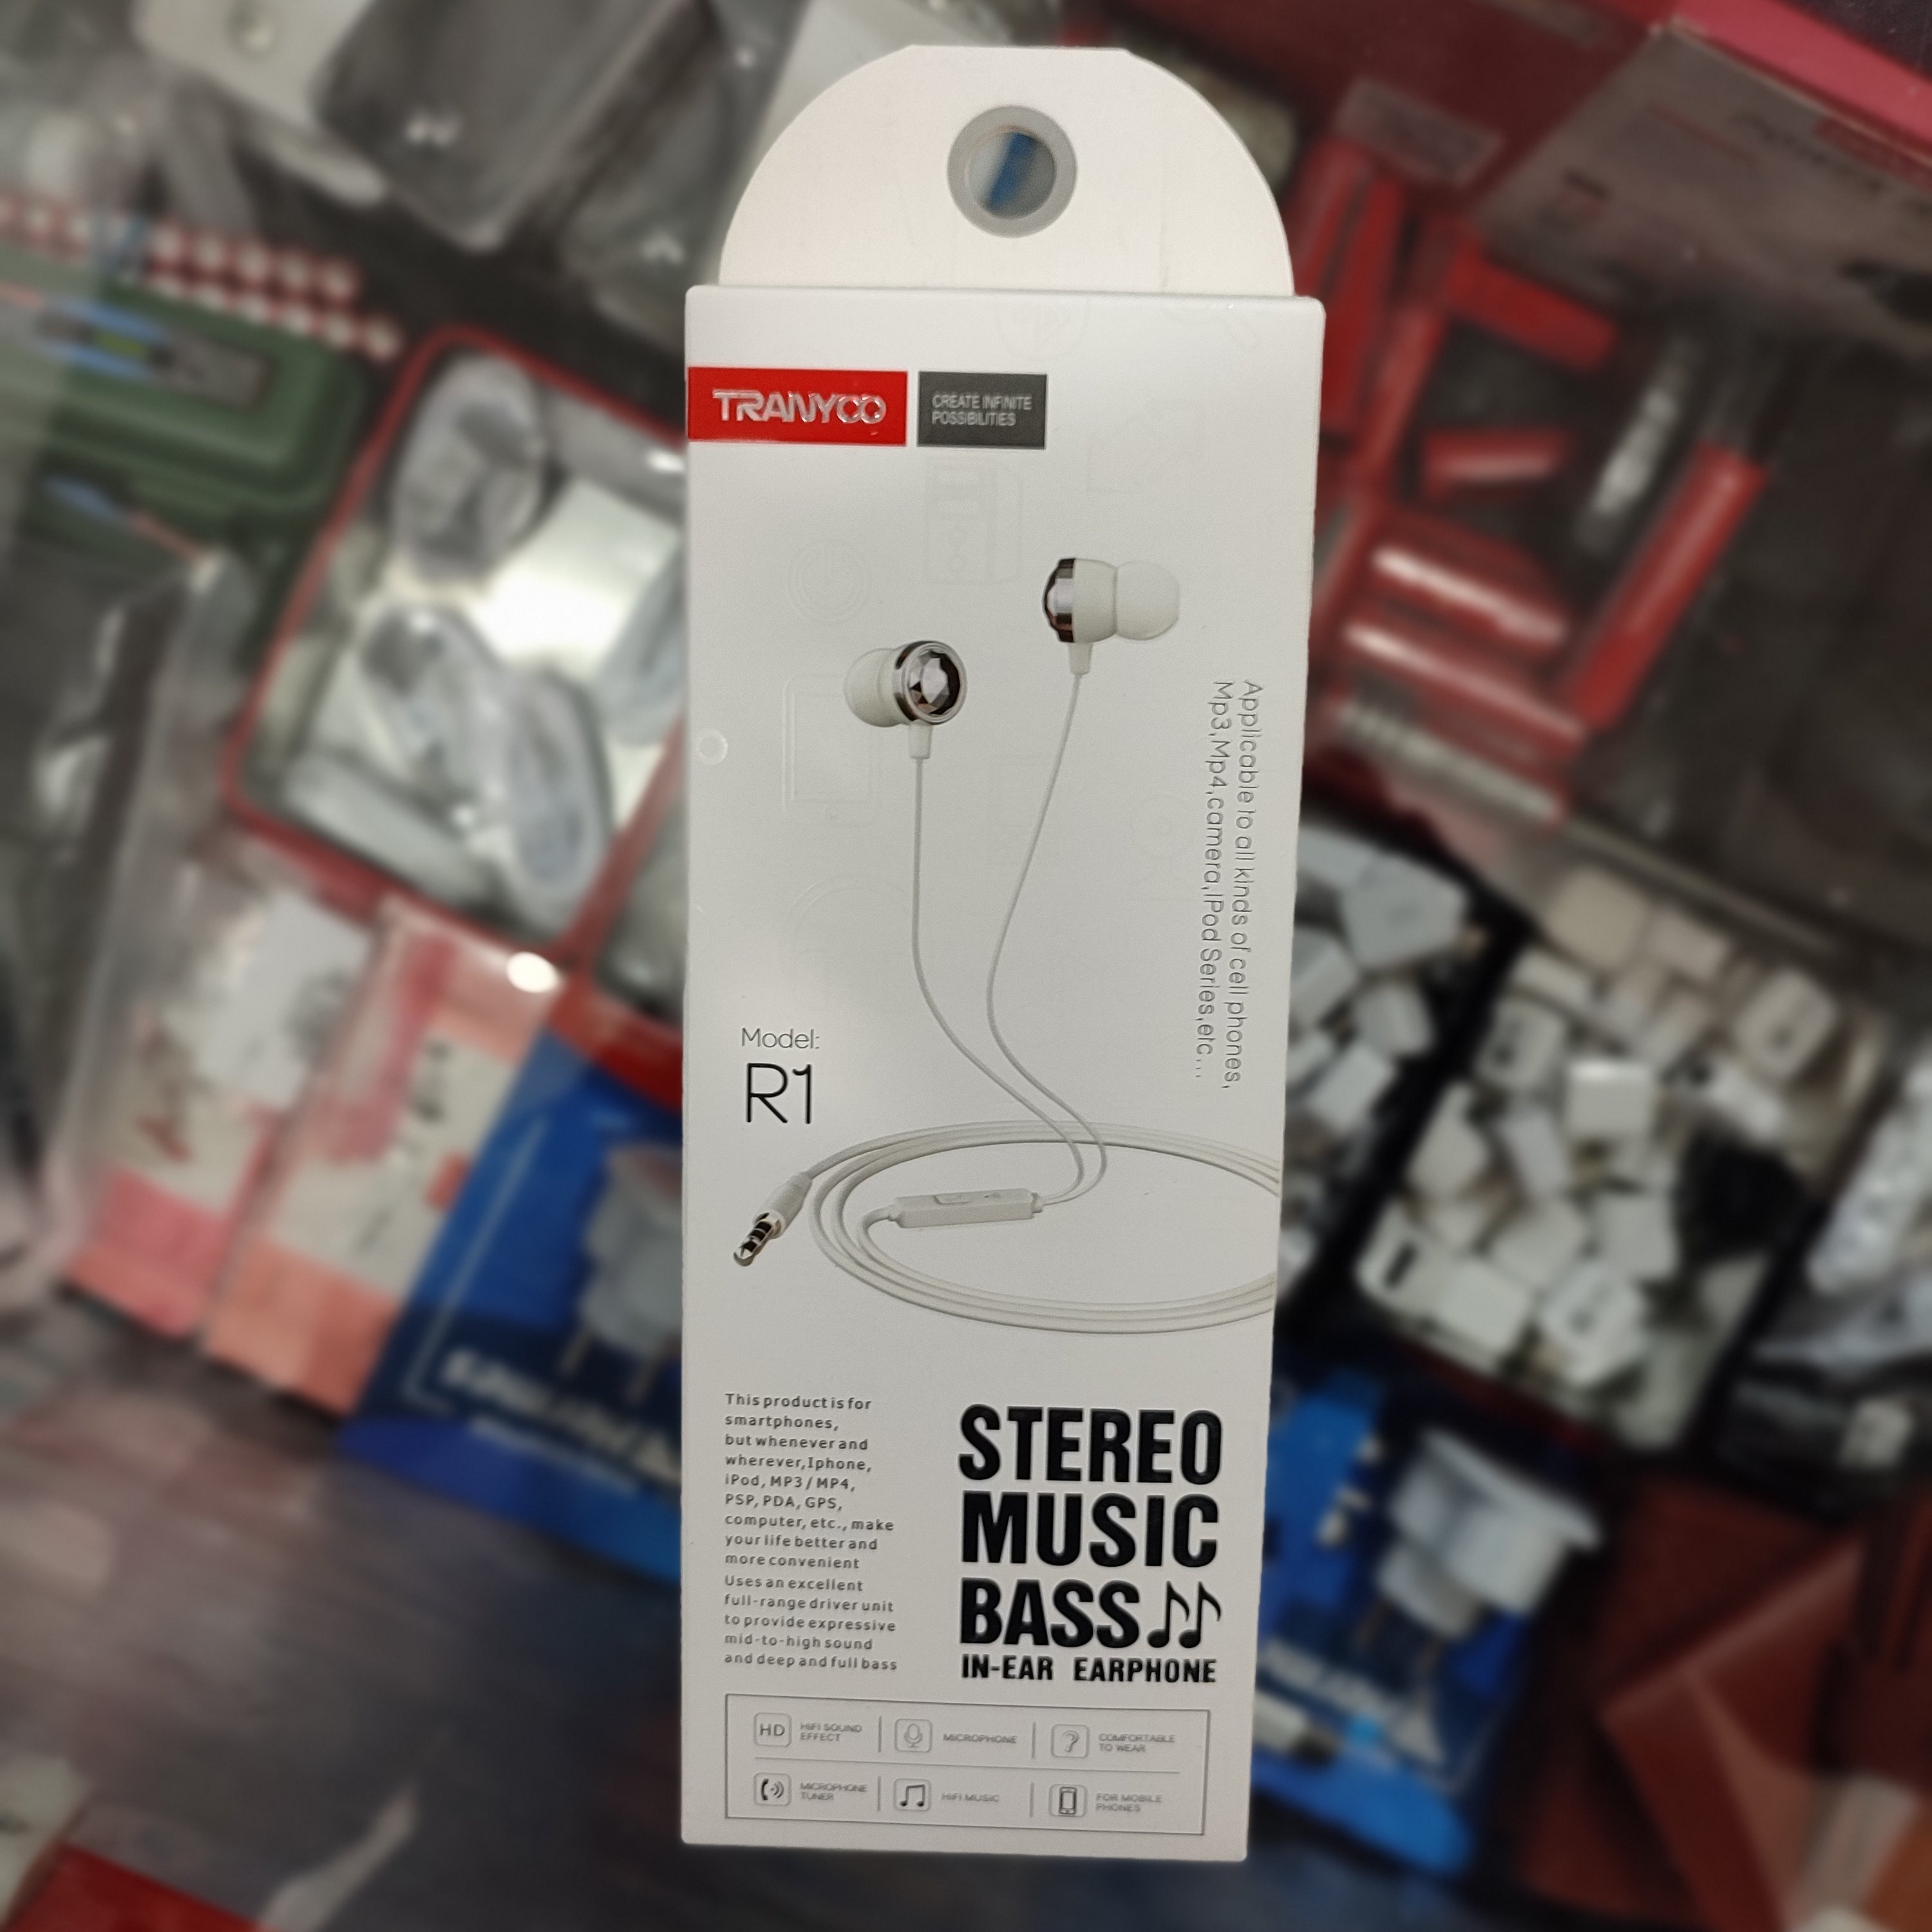 TRANYCO
CREATE INFINITE
POSSIBILITIES
Applicable to all kinds of cell phones,
Mp3,Mp4,camera,iPod Series,etc...
Model:
R1
This product is for
smartphones,
but whenever and
wherever,Iphone,
iPod, MP3 / MP4,
PSP, PDA, GPS,
computer, etc., make
your life better and
more convenient
Uses an excellent
full-range driver unit
to provide expressive
mid-to-high sound
and deep and full bass
STEREO
MUSIC
BASS
IN-EAR EARPHONE
HD
HIFI SOUND
EFFECT
MICROPHONE
COMFORTABLE
TO WEAR
MICROPHONE
TUNER
HIFI MUSIC
FOR MOBILE
PHONES